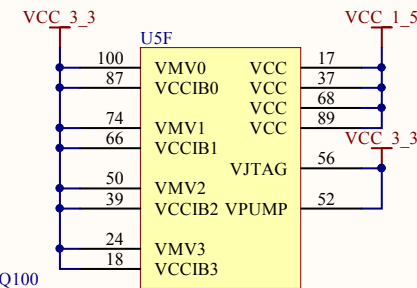 VCC_3_3 VCC_1_5
U5F
100 VMV0 VCC 17
87 VCCIB0 VCC 37
VCC 68
74 VMV1 VCC 89
66 VCCIB1 VCC_3_3
VJTAG 56
50 VMV2
39 VCCIB2 VPUMP 52
24 VMV3
18 VCCIB3
Q100